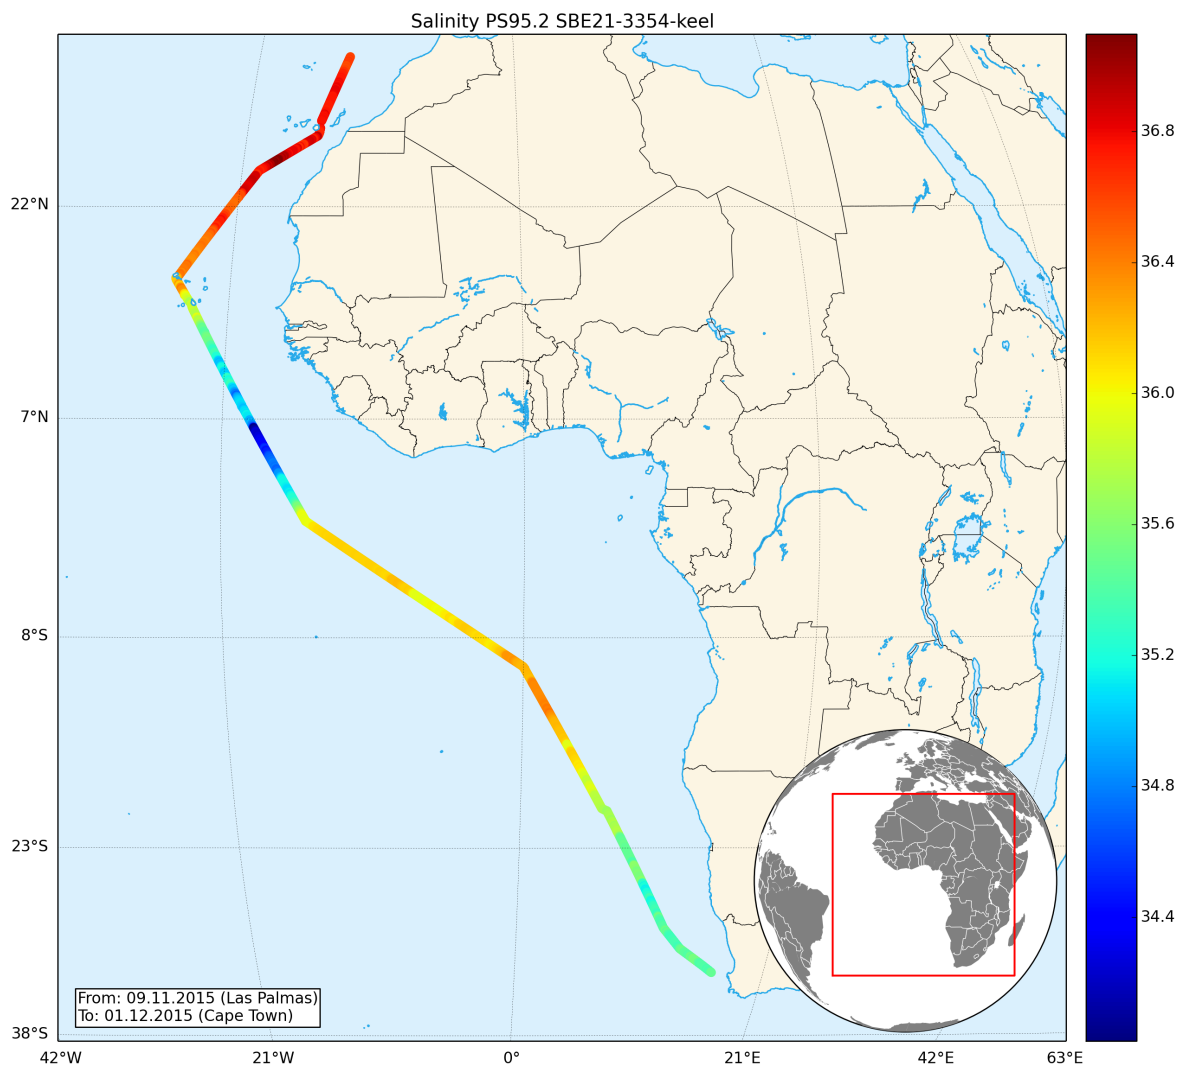 Salinity PS95.2 SBE21-3354-keel
22°N
7°N
8°S
23°S
38°S
42°W
21°W
0°
21°E
42°E
63°E
36.8
36.4
36.0
35.6
35.2
34.8
34.4
From: 09.11.2015 (Las Palmas)
To: 01.12.2015 (Cape Town)